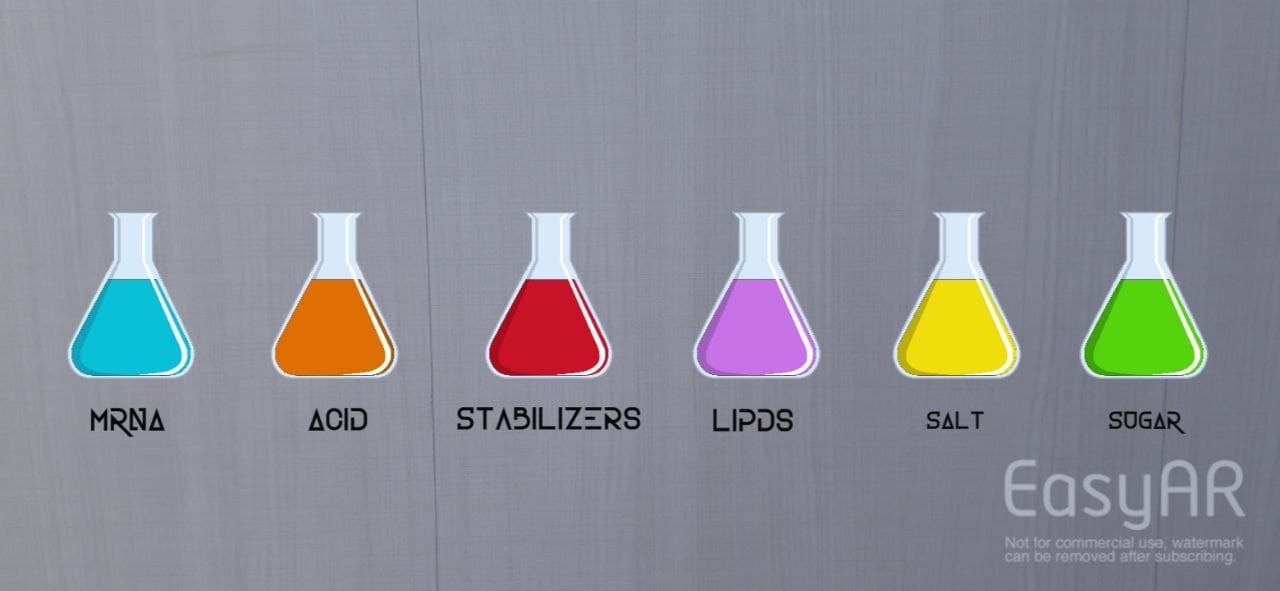 MRNA ACID STABILIZERS LIPDS SALT SUGAR
EasyAR
Not for commercial use, watermark
can be removed after subscribing.